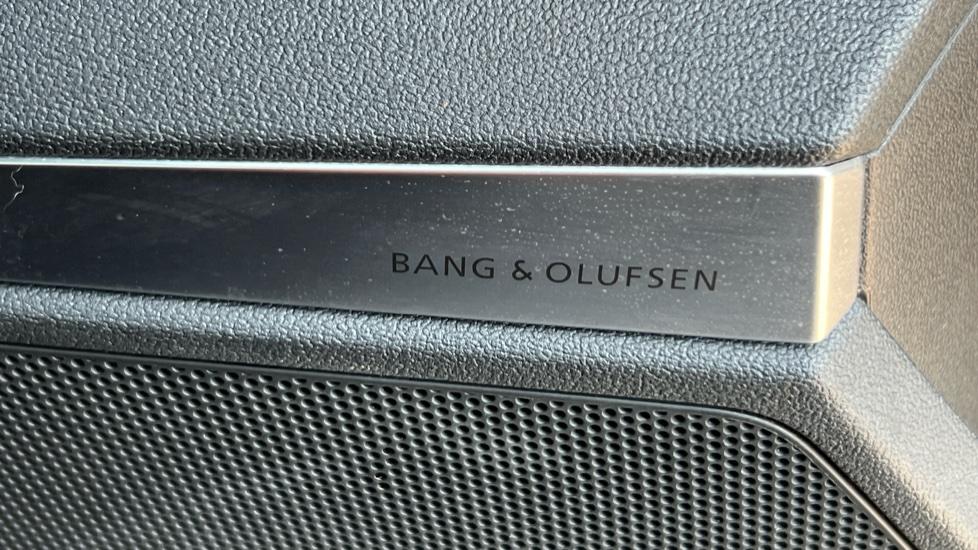 BANG & OLUFSEN